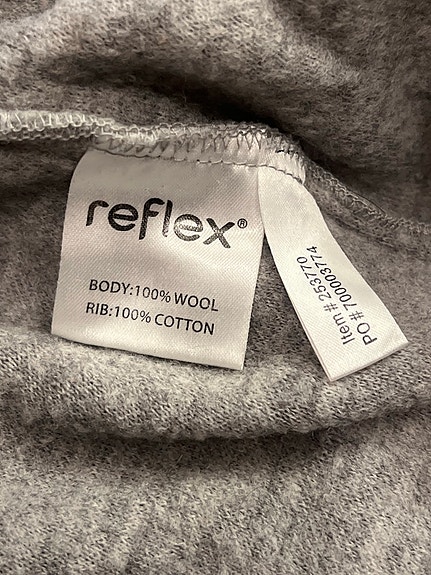 reflex®
BODY:100% WOOL
RIB:100% COTTON
Item# 253770
PO# 700003774